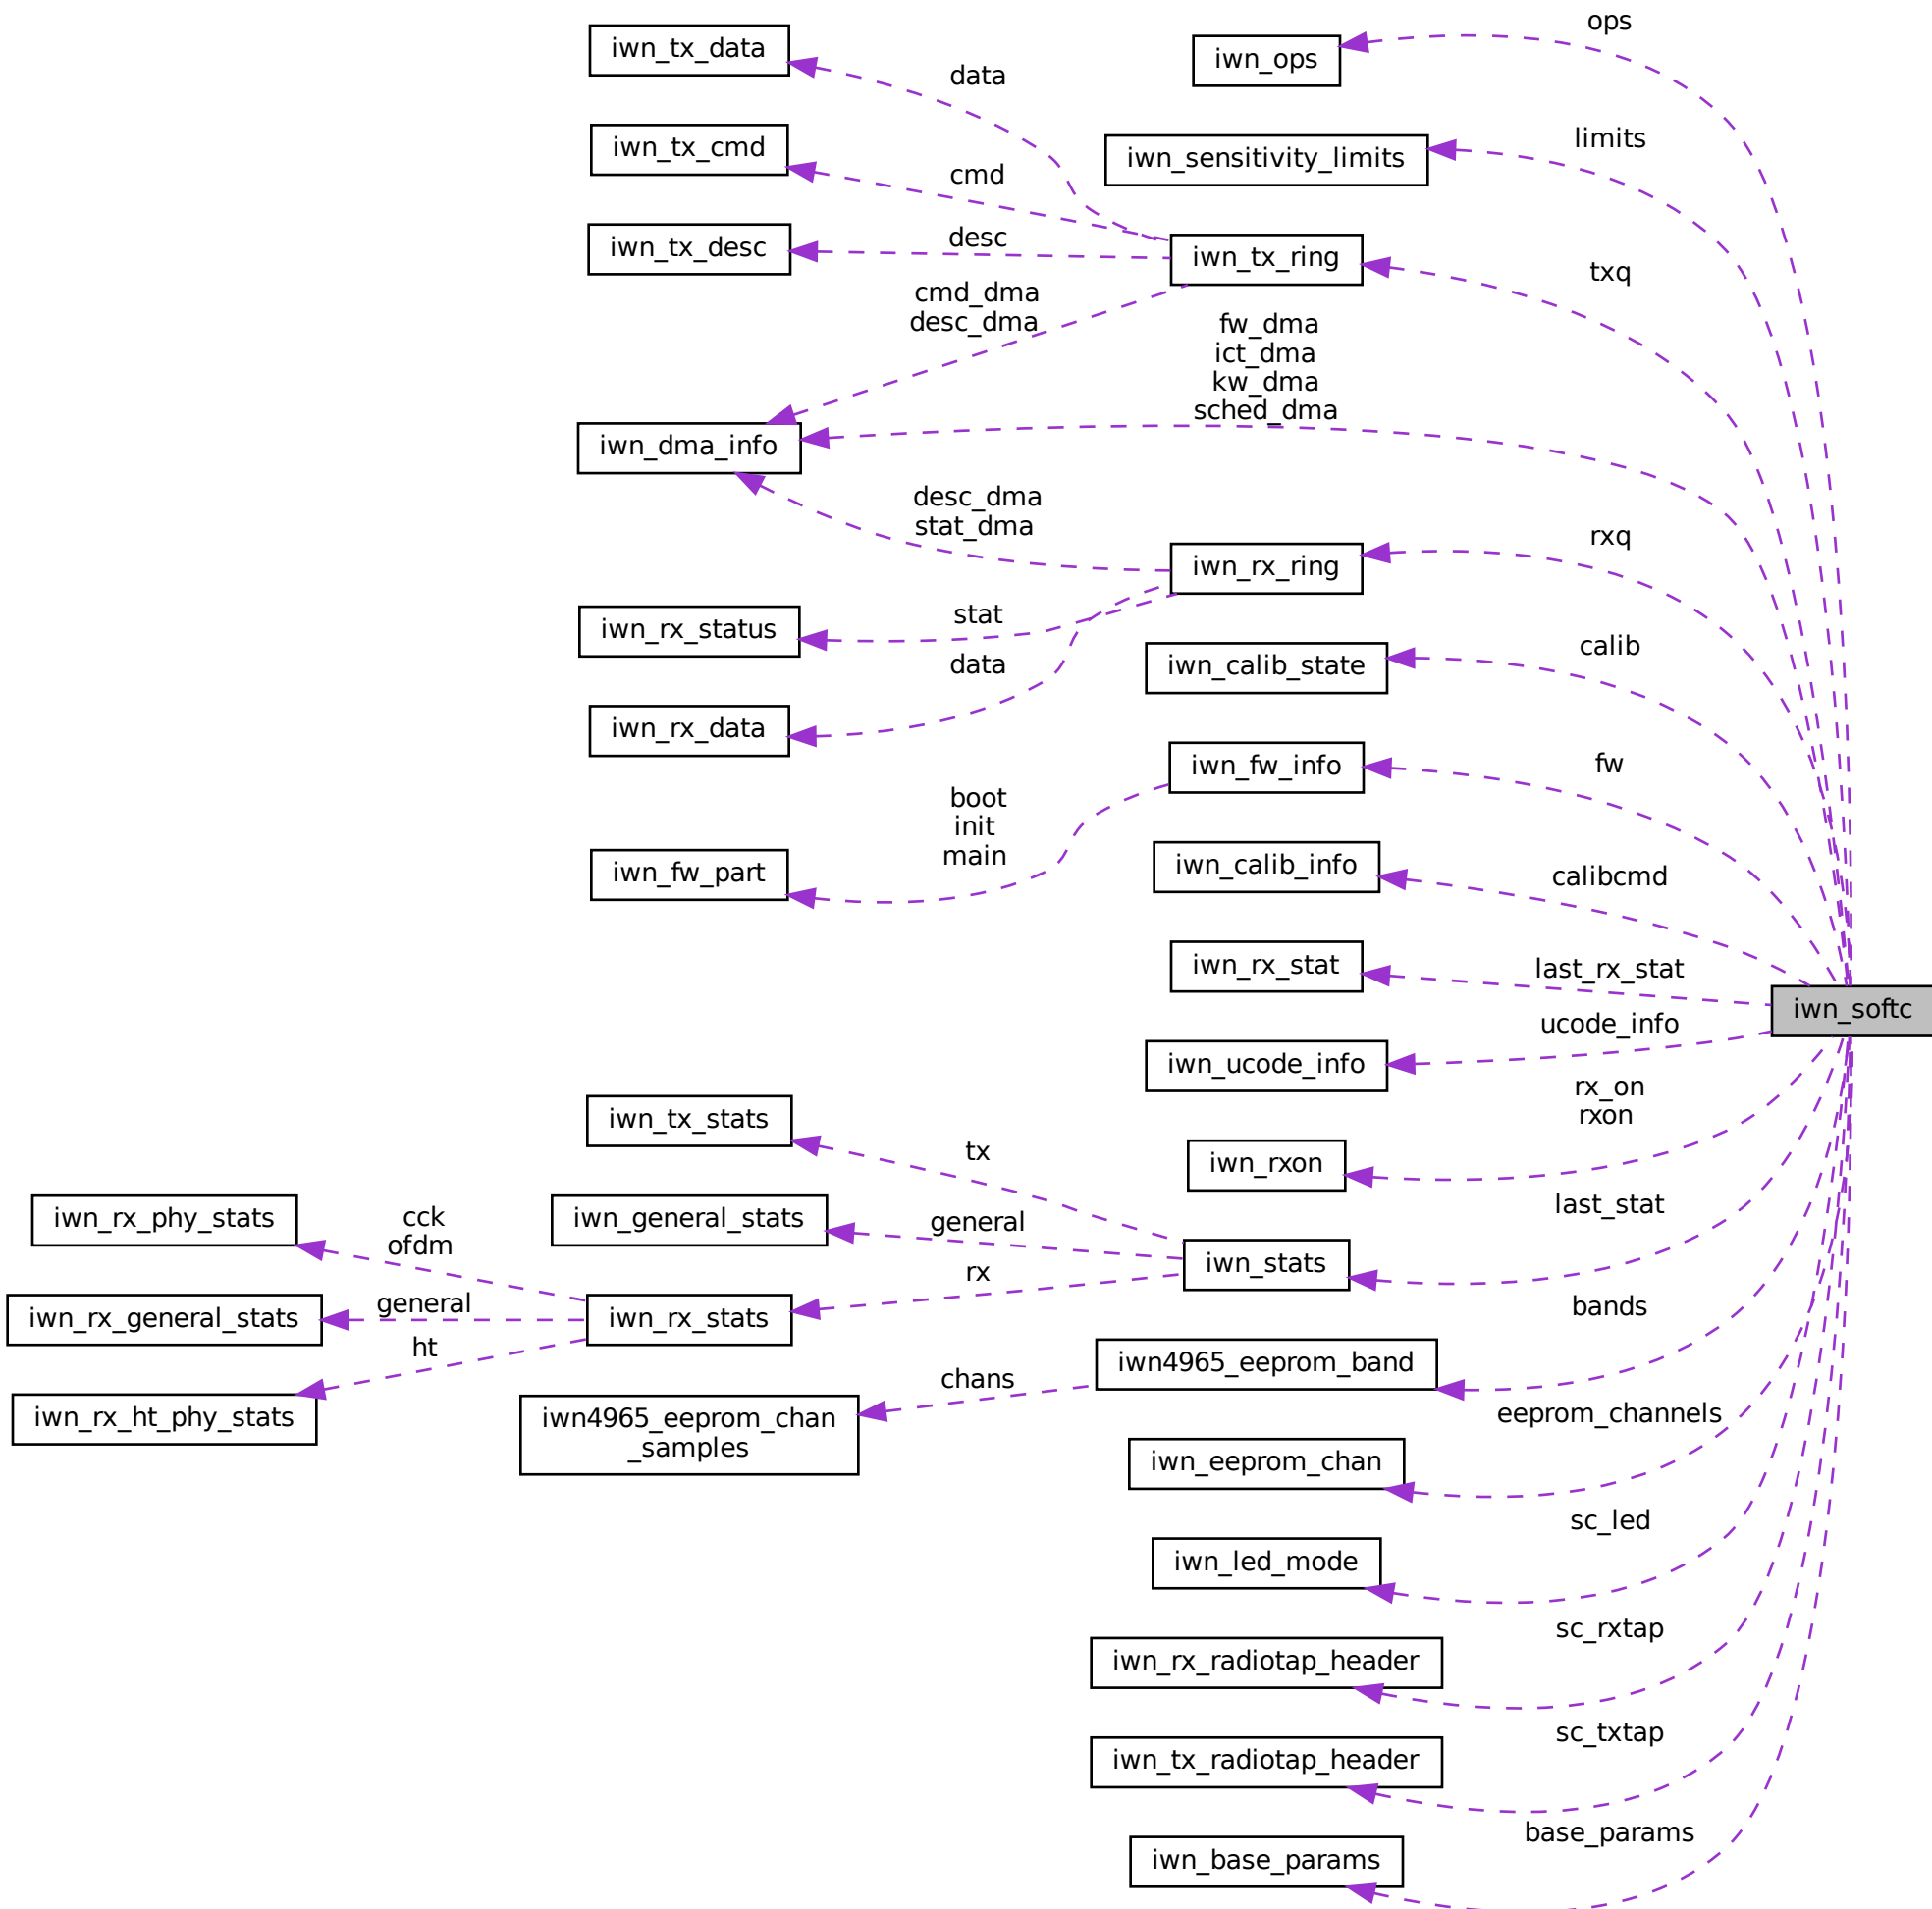 ops
iwn_tx_data
iwn_ops
data
iwn_tx_cmd
limits
iwn_sensitivity_limits
cmd
iwn_tx_desc
desc
iwn_tx_ring
txq
cmd_dma
desc_dma
fw_dma
ict_dma
kw_dma
sched_dma
iwn_dma_info
desc_dma
stat_dma
rxq
iwn_rx_ring
stat
iwn_rx_status
calib
iwn_calib_state
data
iwn_rx_data
fw
iwn_fw_info
boot
init
main
iwn_fw_part
iwn_calib_info
calibcmd
iwn_rx_stat
last_rx_stat
iwn_softc
ucode_info
iwn_ucode_info
rx_on
rxon
iwn_tx_stats
tx
iwn_rxon
last_stat
iwn_rx_phy_stats
cck
ofdm
iwn_general_stats
general
iwn_stats
rx
iwn_rx_general_stats
general
iwn_rx_stats
bands
ht
iwn4965_eeprom_band
chans
iwn_rx_ht_phy_stats
iwn4965_eeprom_chan
_samples
eeprom_channels
iwn_eeprom_chan
sc_led
iwn_led_mode
sc_rxtap
iwn_rx_radiotap_header
sc_txtap
iwn_tx_radiotap_header
base_params
iwn_base_params